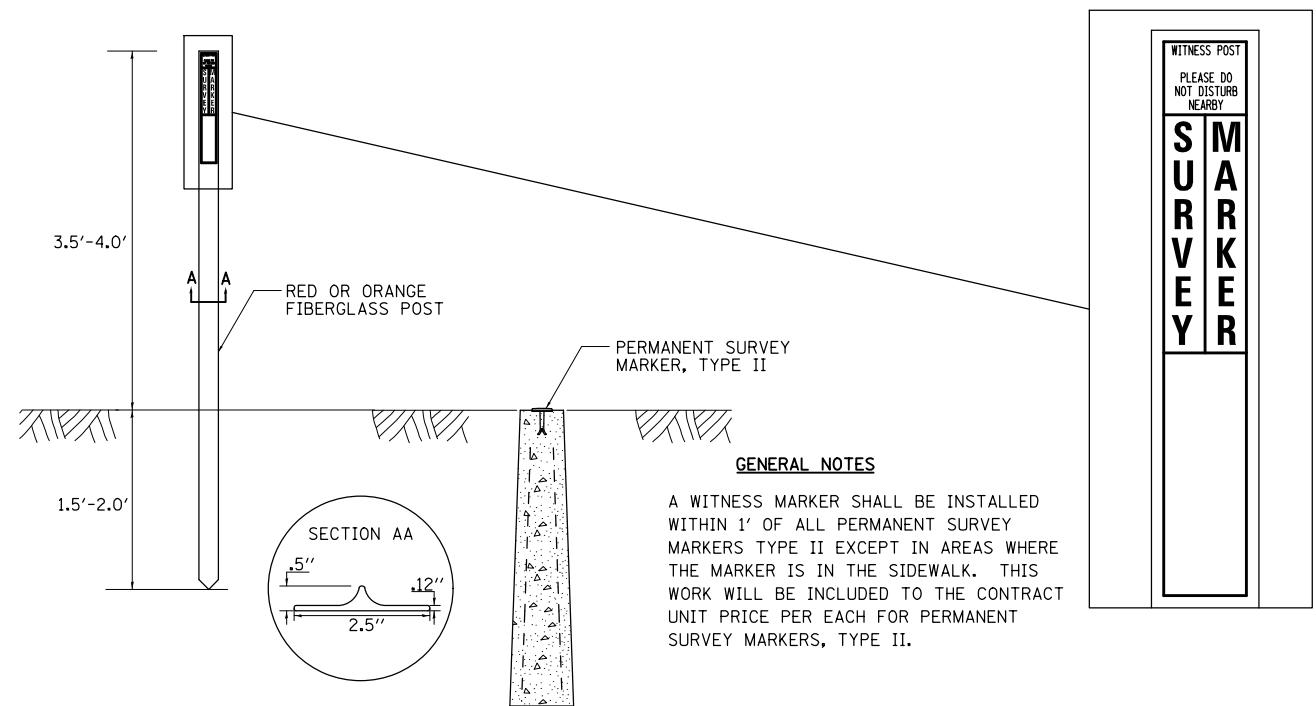 WITNESS POST
PLEASE DO
NOT DISTURB
NEARBY
SURVEY
MARKER
SURVEY
MARKER
3.5'-4.0'
A A
RED OR ORANGE
FIBERGLASS POST
PERMANENT SURVEY
MARKER, TYPE II
1.5'-2.0'
SECTION AA
.5''
.12''
2.5''
GENERAL NOTES
A WITNESS MARKER SHALL BE INSTALLED
WITHIN 1' OF ALL PERMANENT SURVEY
MARKERS TYPE II EXCEPT IN AREAS WHERE
THE MARKER IS IN THE SIDEWALK. THIS
WORK WILL BE INCLUDED TO THE CONTRACT
UNIT PRICE PER EACH FOR PERMANENT
SURVEY MARKERS, TYPE II.